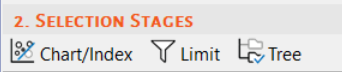 2. SELECTION STAGES
Chart/Index Limit Tree